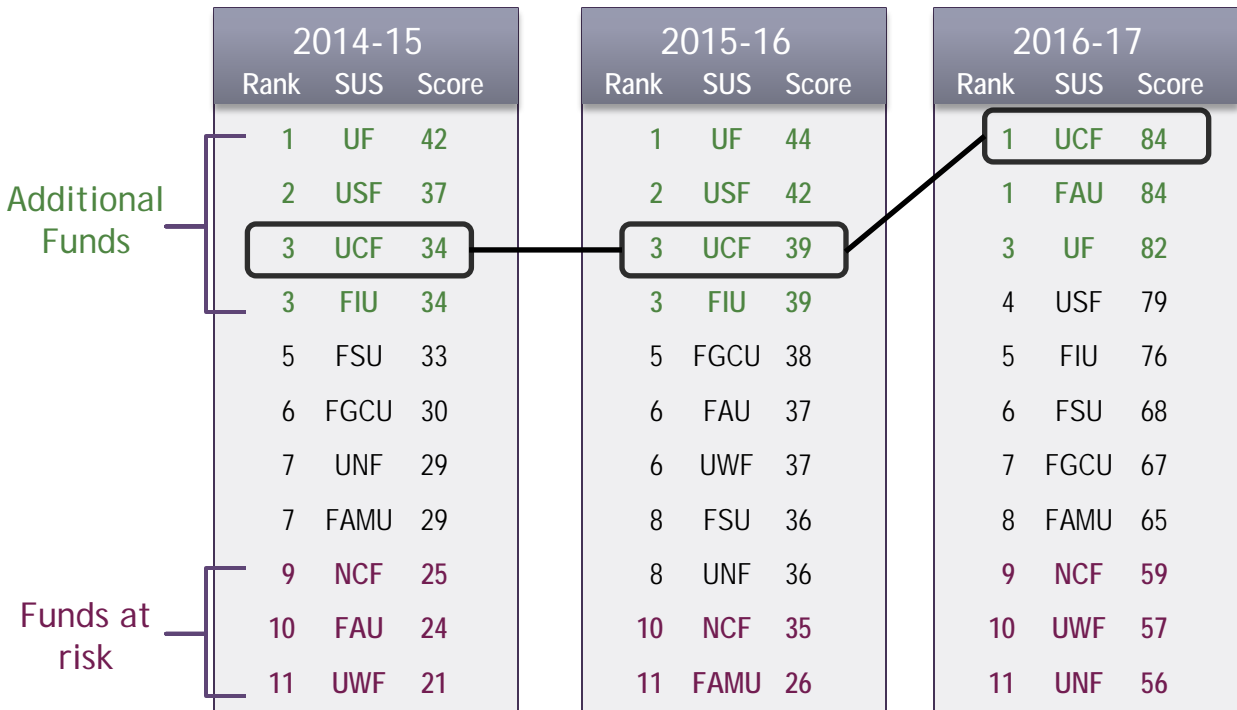 2014-15
Rank SUS Score
1 UF 42
2 USF 37
3 UCF 34
3 FIU 34
5 FSU 33
6 FGCU 30
7 UNF 29
7 FAMU 29
9 NCF 25
10 FAU 24
11 UWF 21
Additional
Funds
Funds at
risk
2015-16
Rank SUS Score
1 UF 44
2 USF 42
3 UCF 39
3 FIU 39
5 FGCU 38
6 FAU 37
6 UWF 37
8 FSU 36
8 UNF 36
10 NCF 35
11 FAMU 26
2016-17
Rank SUS Score
1 UCF 84
1 FAU 84
3 UF 82
4 USF 79
5 FIU 76
6 FSU 68
7 FGCU 67
8 FAMU 65
9 NCF 59
10 UWF 57
11 UNF 56